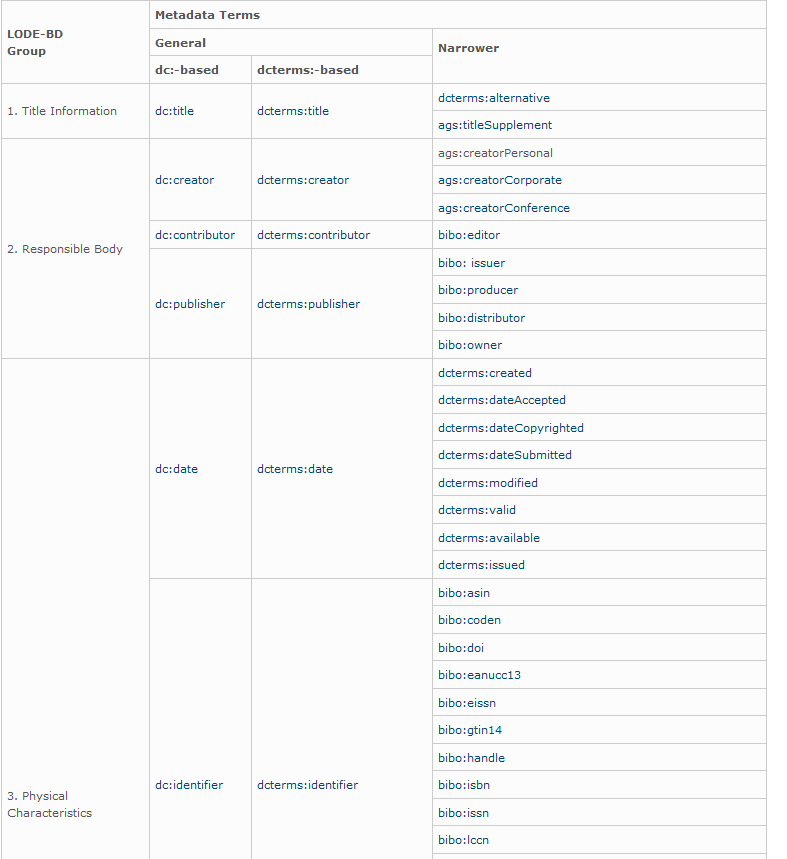 LODE-BD
Group
Metadata Terms
General
Narrower
dc:-based
dcterms:-based
1. Title Information
dc:title
dcterms:title
dcterms:alternative
ags:titleSupplement
2. Responsible Body
dc:creator
dcterms:creator
ags:creatorPersonal
ags:creatorCorporate
ags:creatorConference
dc:contributor
dcterms:contributor
bibo:editor
dc:publisher
dcterms:publisher
bibo: issuer
bibo:producer
bibo:distributor
bibo:owner
3. Physical
Characteristics
dc:date
dcterms:date
dcterms:created
dcterms:dateAccepted
dcterms:dateCopyrighted
dcterms:dateSubmitted
dcterms:modified
dcterms:valid
dcterms:available
dcterms:issued
dc:identifier
dcterms:identifier
bibo:asin
bibo:coden
bibo:doi
bibo:eanucc13
bibo:eissn
bibo:gtin14
bibo:handle
bibo:isbn
bibo:issn
bibo:lccn